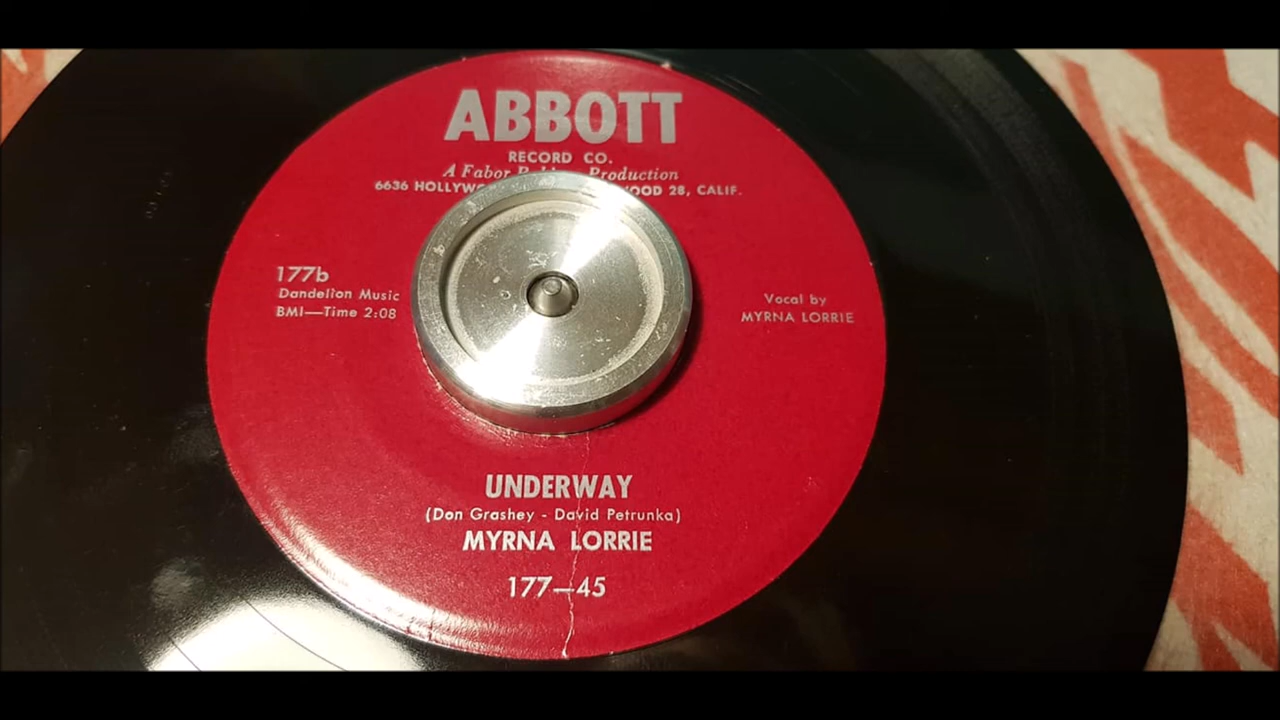 ABBOTT
RECORD CO.
A Fabor Production
6636 HOLLYWO OOD 28, CALIF.
177b
Dandelion Music
BMI—Time 2:08
Vocal by
MYRNA LORRIE
UNDERWAY
(Don Grashey - David Petrunka)
MYRNA LORRIE
177—45